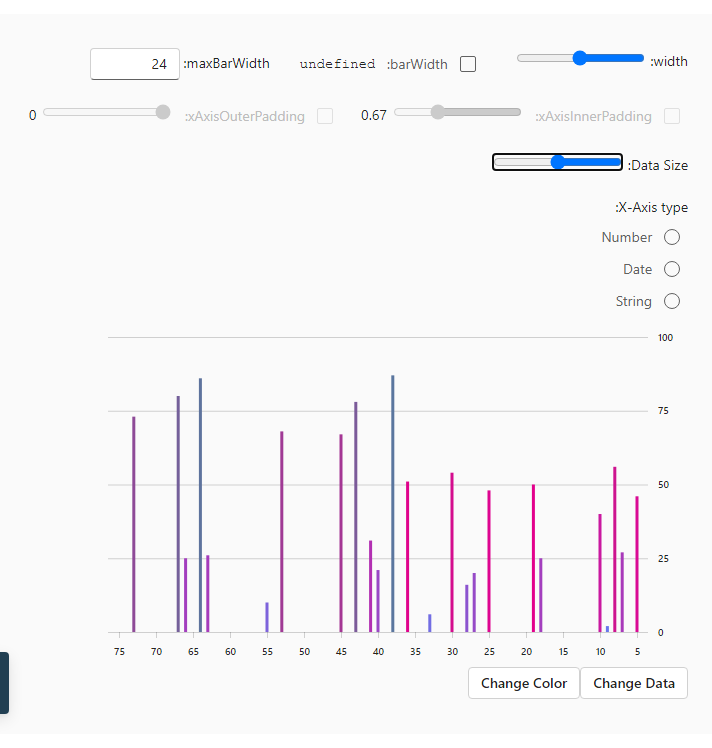 width:
barWidth: undefined
maxBarWidth: 24
xAxisInnerPadding: 0.67
xAxisOuterPadding: 0
Data Size:
X-Axis type:
Number
Date
String
100
75
50
25
0
75 70 65 60 55 50 45 40 35 30 25 20 15 10 5
Change Color Change Data